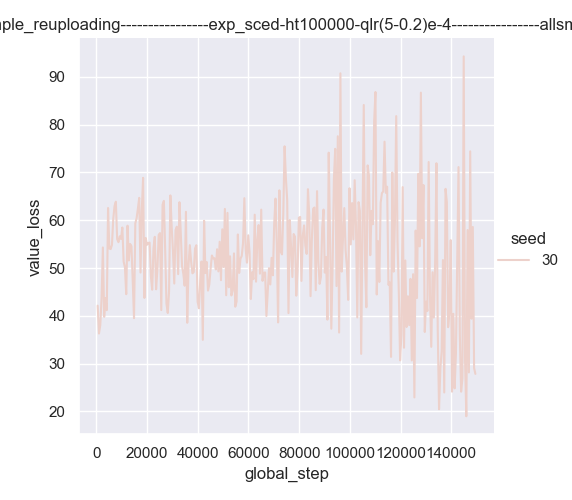 nple_reuploading----------------exp_sced-ht100000-qlr(5-0.2)e-4----------------allsn
90
80
70
60
50
40
30
20
value_loss
0 20000 40000 60000 80000 100000 120000 140000
global_step
seed
30